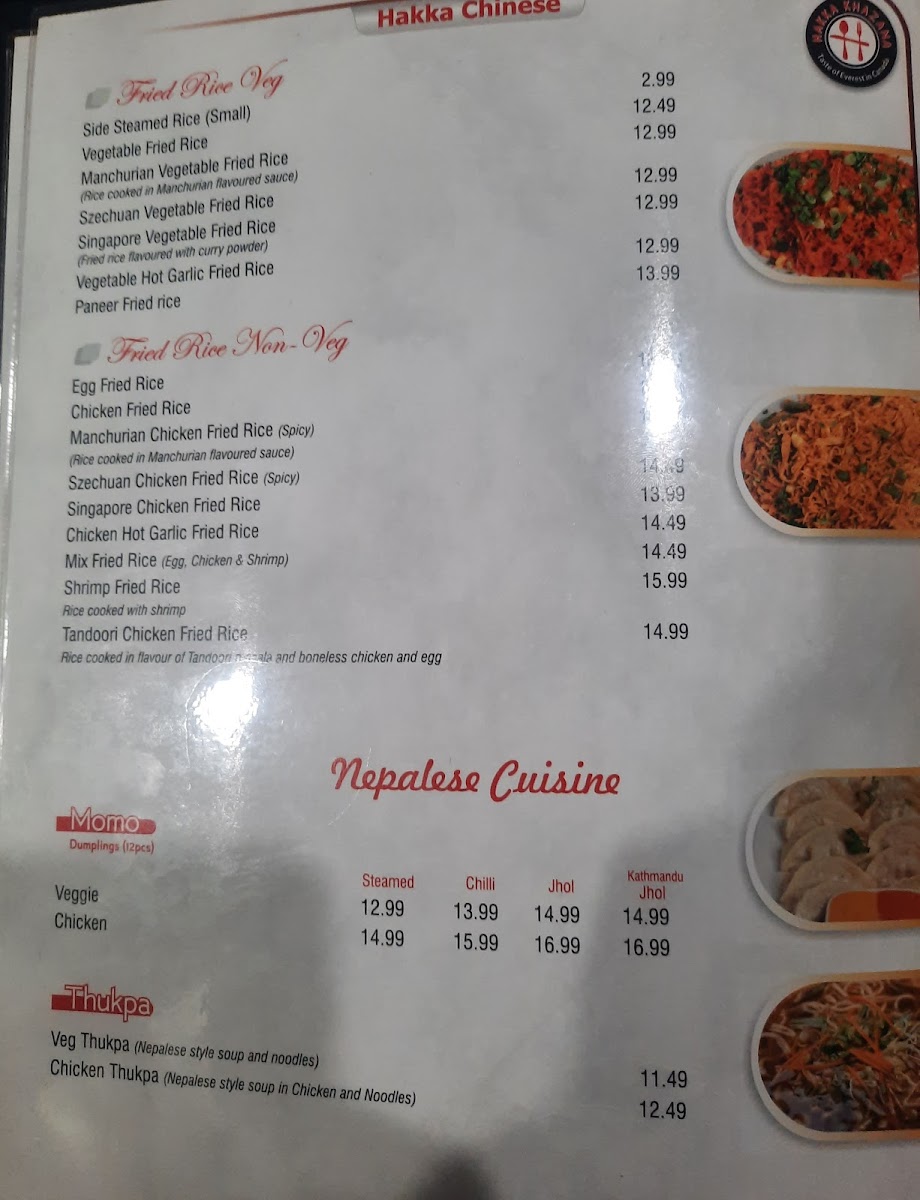 Hakka Chinese
HAKKA KHAZANA
Taste of Everest in Canada
Fried Rice Veg
Side Steamed Rice (Small) 2.99
Vegetable Fried Rice 12.49
Manchurian Vegetable Fried Rice 12.99
(Rice cooked in Manchurian flavoured sauce)
Szechuan Vegetable Fried Rice 12.99
Singapore Vegetable Fried Rice 12.99
(Fried rice flavoured with curry powder)
Vegetable Hot Garlic Fried Rice 12.99
Paneer Fried rice 13.99
Fried Rice Non-Veg
Egg Fried Rice
Chicken Fried Rice
Manchurian Chicken Fried Rice (Spicy)
(Rice cooked in Manchurian flavoured sauce)
Szechuan Chicken Fried Rice (Spicy) 14.49
Singapore Chicken Fried Rice 13.99
Chicken Hot Garlic Fried Rice 14.49
Mix Fried Rice (Egg, Chicken & Shrimp) 14.49
Shrimp Fried Rice 15.99
Rice cooked with shrimp
Tandoori Chicken Fried Rice 14.99
Rice cooked in flavour of Tandoori and boneless chicken and egg
Nepalese Cuisine
Momo
Dumplings (12pcs)
Steamed Chilli Jhol Kathmandu Jhol
Veggie 12.99 13.99 14.99 14.99
Chicken 14.99 15.99 16.99 16.99
Thukpa
Veg Thukpa (Nepalese style soup and noodles) 11.49
Chicken Thukpa (Nepalese style soup in Chicken and Noodles) 12.49